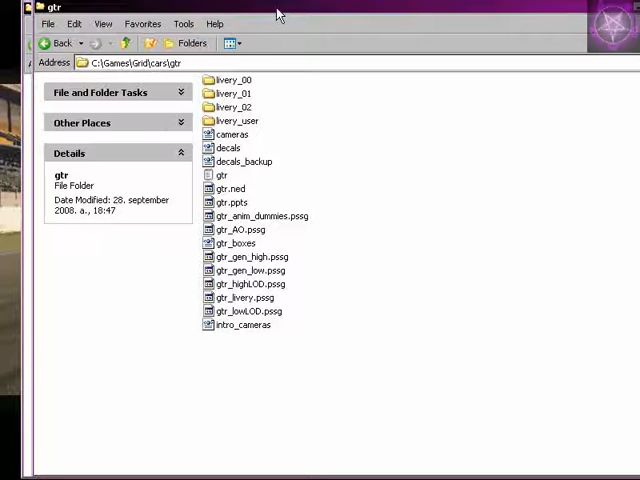 gtr
File Edit View Favorites Tools Help
Back Folders
Address C:\Games\Grid\cars\gtr
File and Folder Tasks
Other Places
Details
gtr
File Folder
Date Modified: 28. september
2008. a., 18:47
livery_00
livery_01
livery_02
livery_user
cameras
decals
decals_backup
gtr
gtr.ned
gtr.ppts
gtr_anim_dummies.pssg
gtr_AO.pssg
gtr_boxes
gtr_gen_high.pssg
gtr_gen_low.pssg
gtr_highLOD.pssg
gtr_livery.pssg
gtr_lowLOD.pssg
intro_cameras